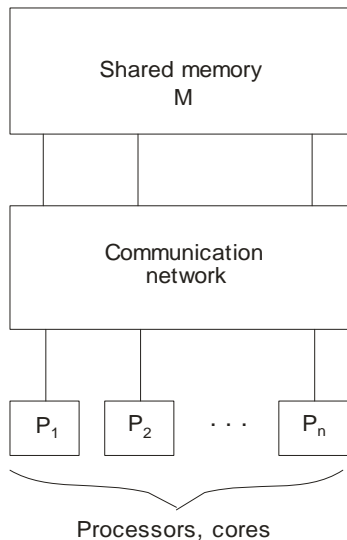 Shared memory
M
Communication
network
P1 P2 . . . Pn
Processors, cores